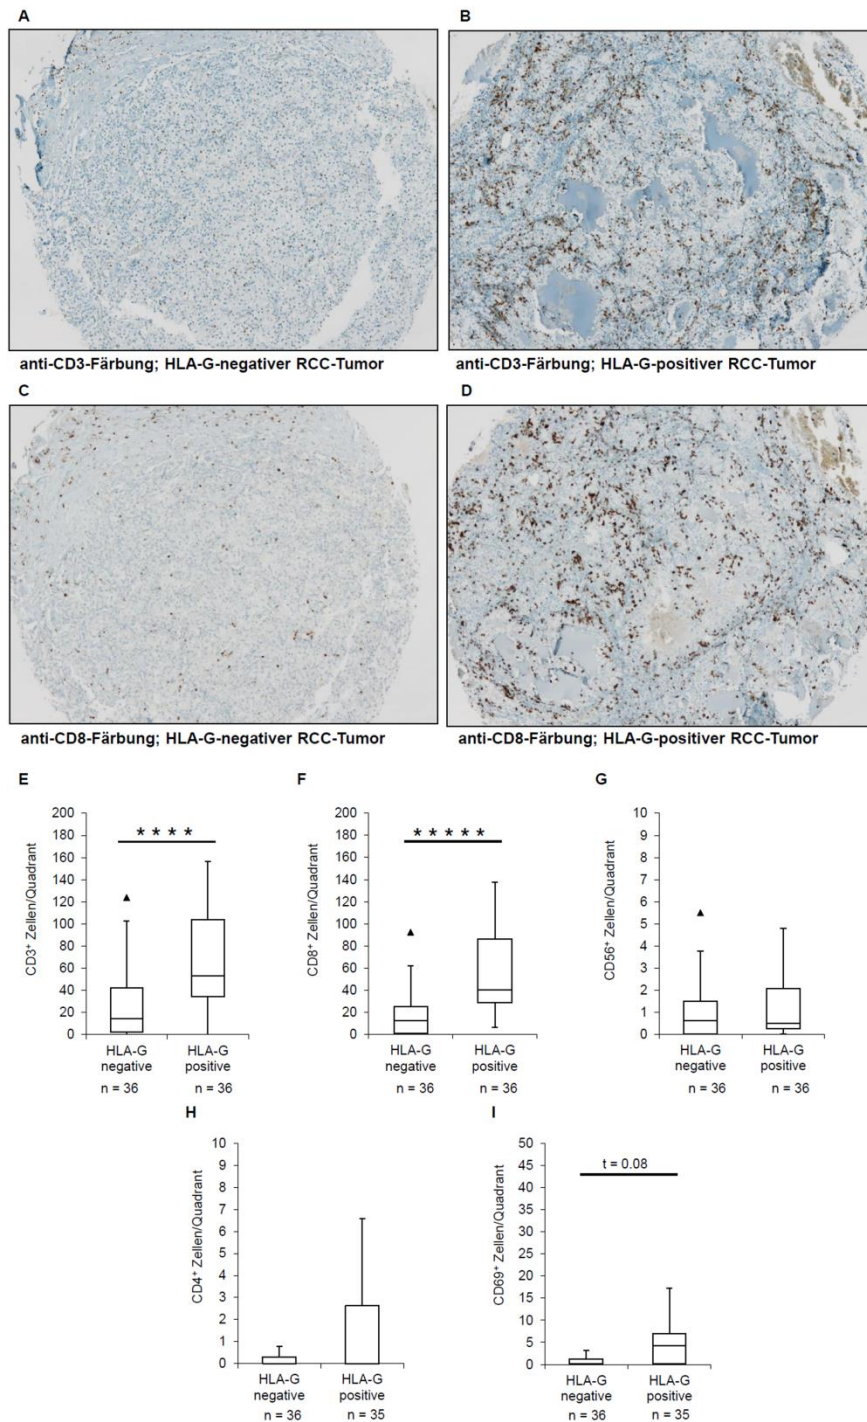 A
B
anti-CD3-Färbung; HLA-G-negativer RCC-Tumor
anti-CD3-Färbung; HLA-G-positiver RCC-Tumor
C
D
anti-CD8-Färbung; HLA-G-negativer RCC-Tumor
anti-CD8-Färbung; HLA-G-positiver RCC-Tumor
E
CD3⁺ Zellen/Quadrant
200
180
160
140
120
100
80
60
40
20
0
* * * *
HLA-G
negative
n = 36
HLA-G
positive
n = 36
F
CD8⁺ Zellen/Quadrant
200
180
160
140
120
100
80
60
40
20
0
* * * * *
HLA-G
negative
n = 36
HLA-G
positive
n = 36
G
CD56⁺ Zellen/Quadrant
10
9
8
7
6
5
4
3
2
1
0
HLA-G
negative
n = 36
HLA-G
positive
n = 36
H
CD4⁺ Zellen/Quadrant
10
9
8
7
6
5
4
3
2
1
0
HLA-G
negative
n = 36
HLA-G
positive
n = 35
I
CD69⁺ Zellen/Quadrant
50
45
40
35
30
25
20
15
10
5
0
t = 0.08
HLA-G
negative
n = 36
HLA-G
positive
n = 35